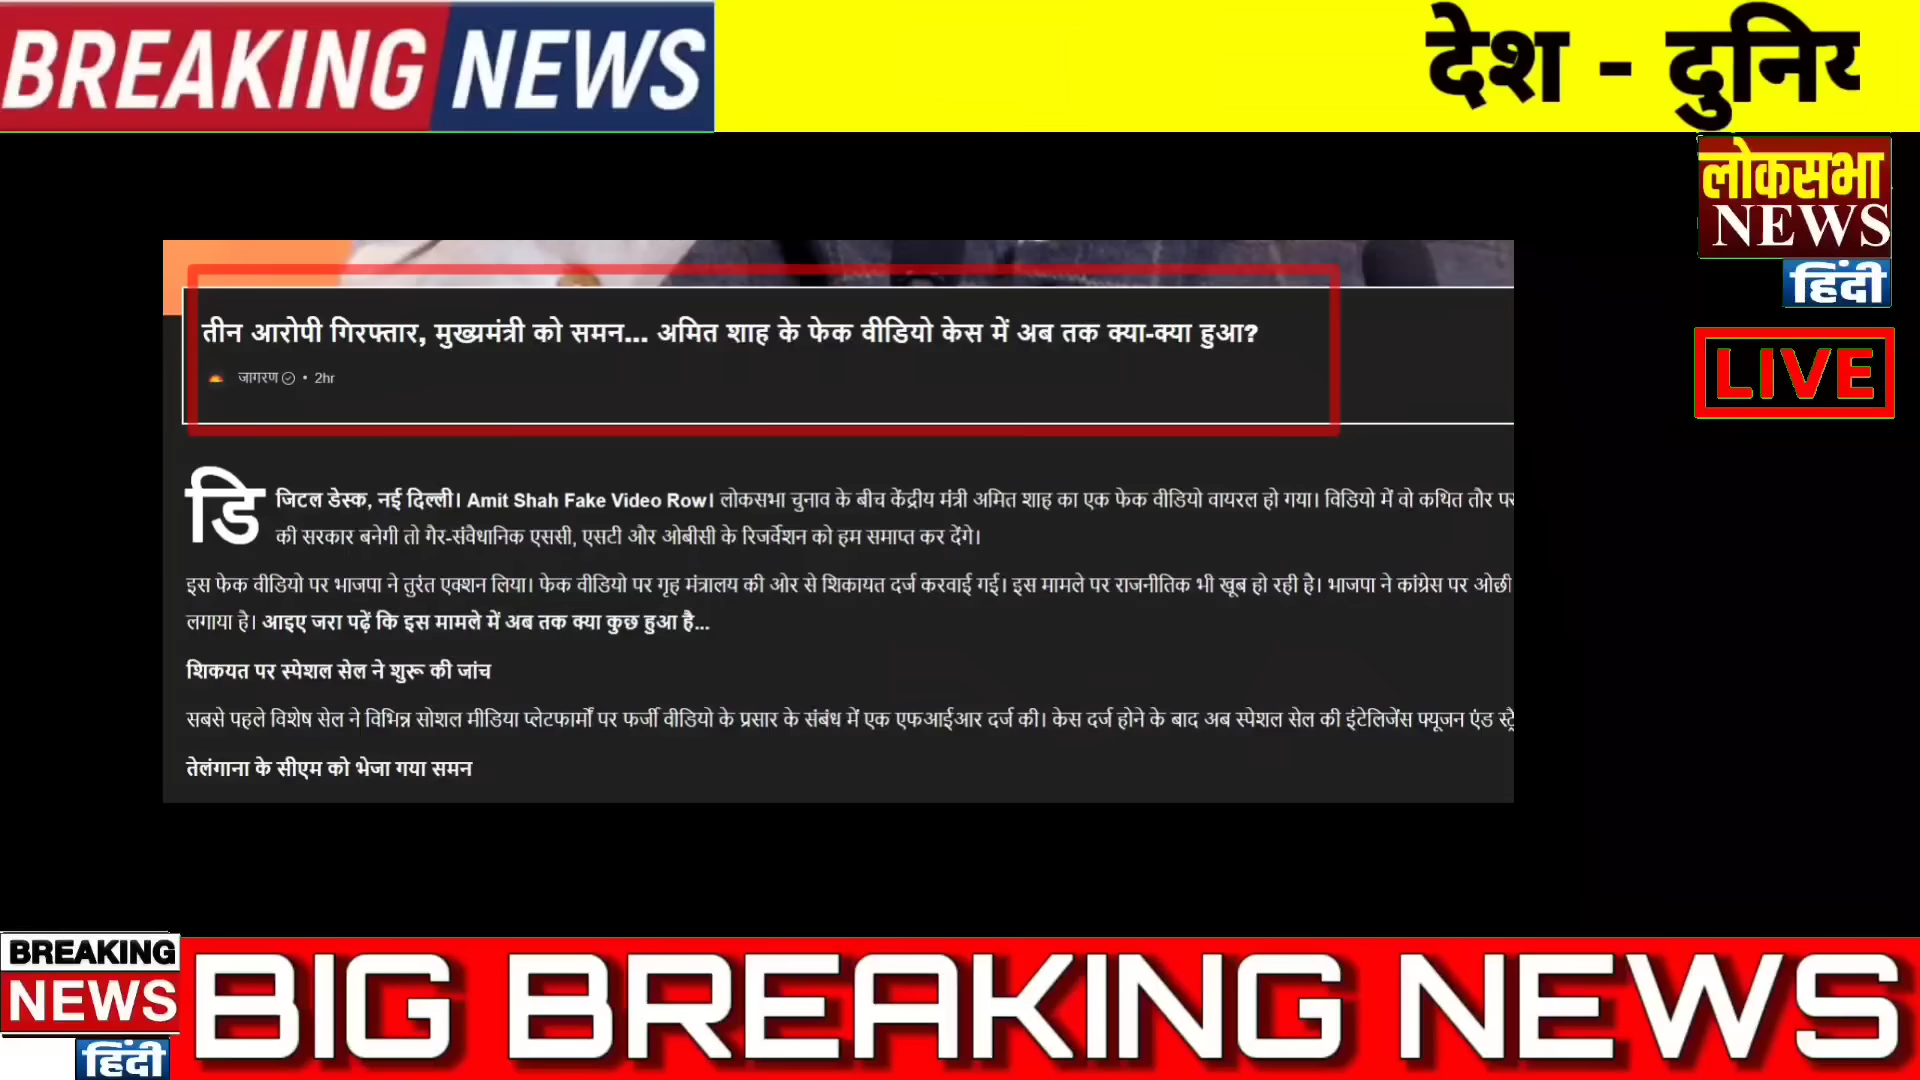 BREAKING NEWS
देश - दुनिय
लोकसभा
NEWS
हिंदी
LIVE
तीन आरोपी गिरफ्तार, मुख्यमंत्री को समन... अमित शाह के फेक वीडियो केस में अब तक क्या-क्या हुआ?
जागरण • 2hr
डिजिटल डेस्क, नई दिल्ली। Amit Shah Fake Video Row। लोकसभा चुनाव के बीच केंद्रीय मंत्री अमित शाह का एक फेक वीडियो वायरल हो गया। विडियो में वो कथित तौर पर
की सरकार बनेगी तो गैर-संवैधानिक एससी, एसटी और ओबीसी के रिजर्वेशन को हम समाप्त कर देंगे।
इस फेक वीडियो पर भाजपा ने तुरंत एक्शन लिया। फेक वीडियो पर गृह मंत्रालय की ओर से शिकायत दर्ज करवाई गई। इस मामले पर राजनीतिक भी खूब हो रही है। भाजपा ने कांग्रेस पर ओछी
लगाया है। आइए जरा पढ़ें कि इस मामले में अब तक क्या कुछ हुआ है...
शिकयत पर स्पेशल सेल ने शुरू की जांच
सबसे पहले विशेष सेल ने विभिन्न सोशल मीडिया प्लेटफार्मों पर फर्जी वीडियो के प्रसार के संबंध में एक एफआईआर दर्ज की। केस दर्ज होने के बाद अब स्पेशल सेल की इंटेलिजेंस फ्यूजन एंड
तेलंगाना के सीएम को भेजा गया समन
BREAKING
NEWS
हिंदी
BIG BREAKING NEWS